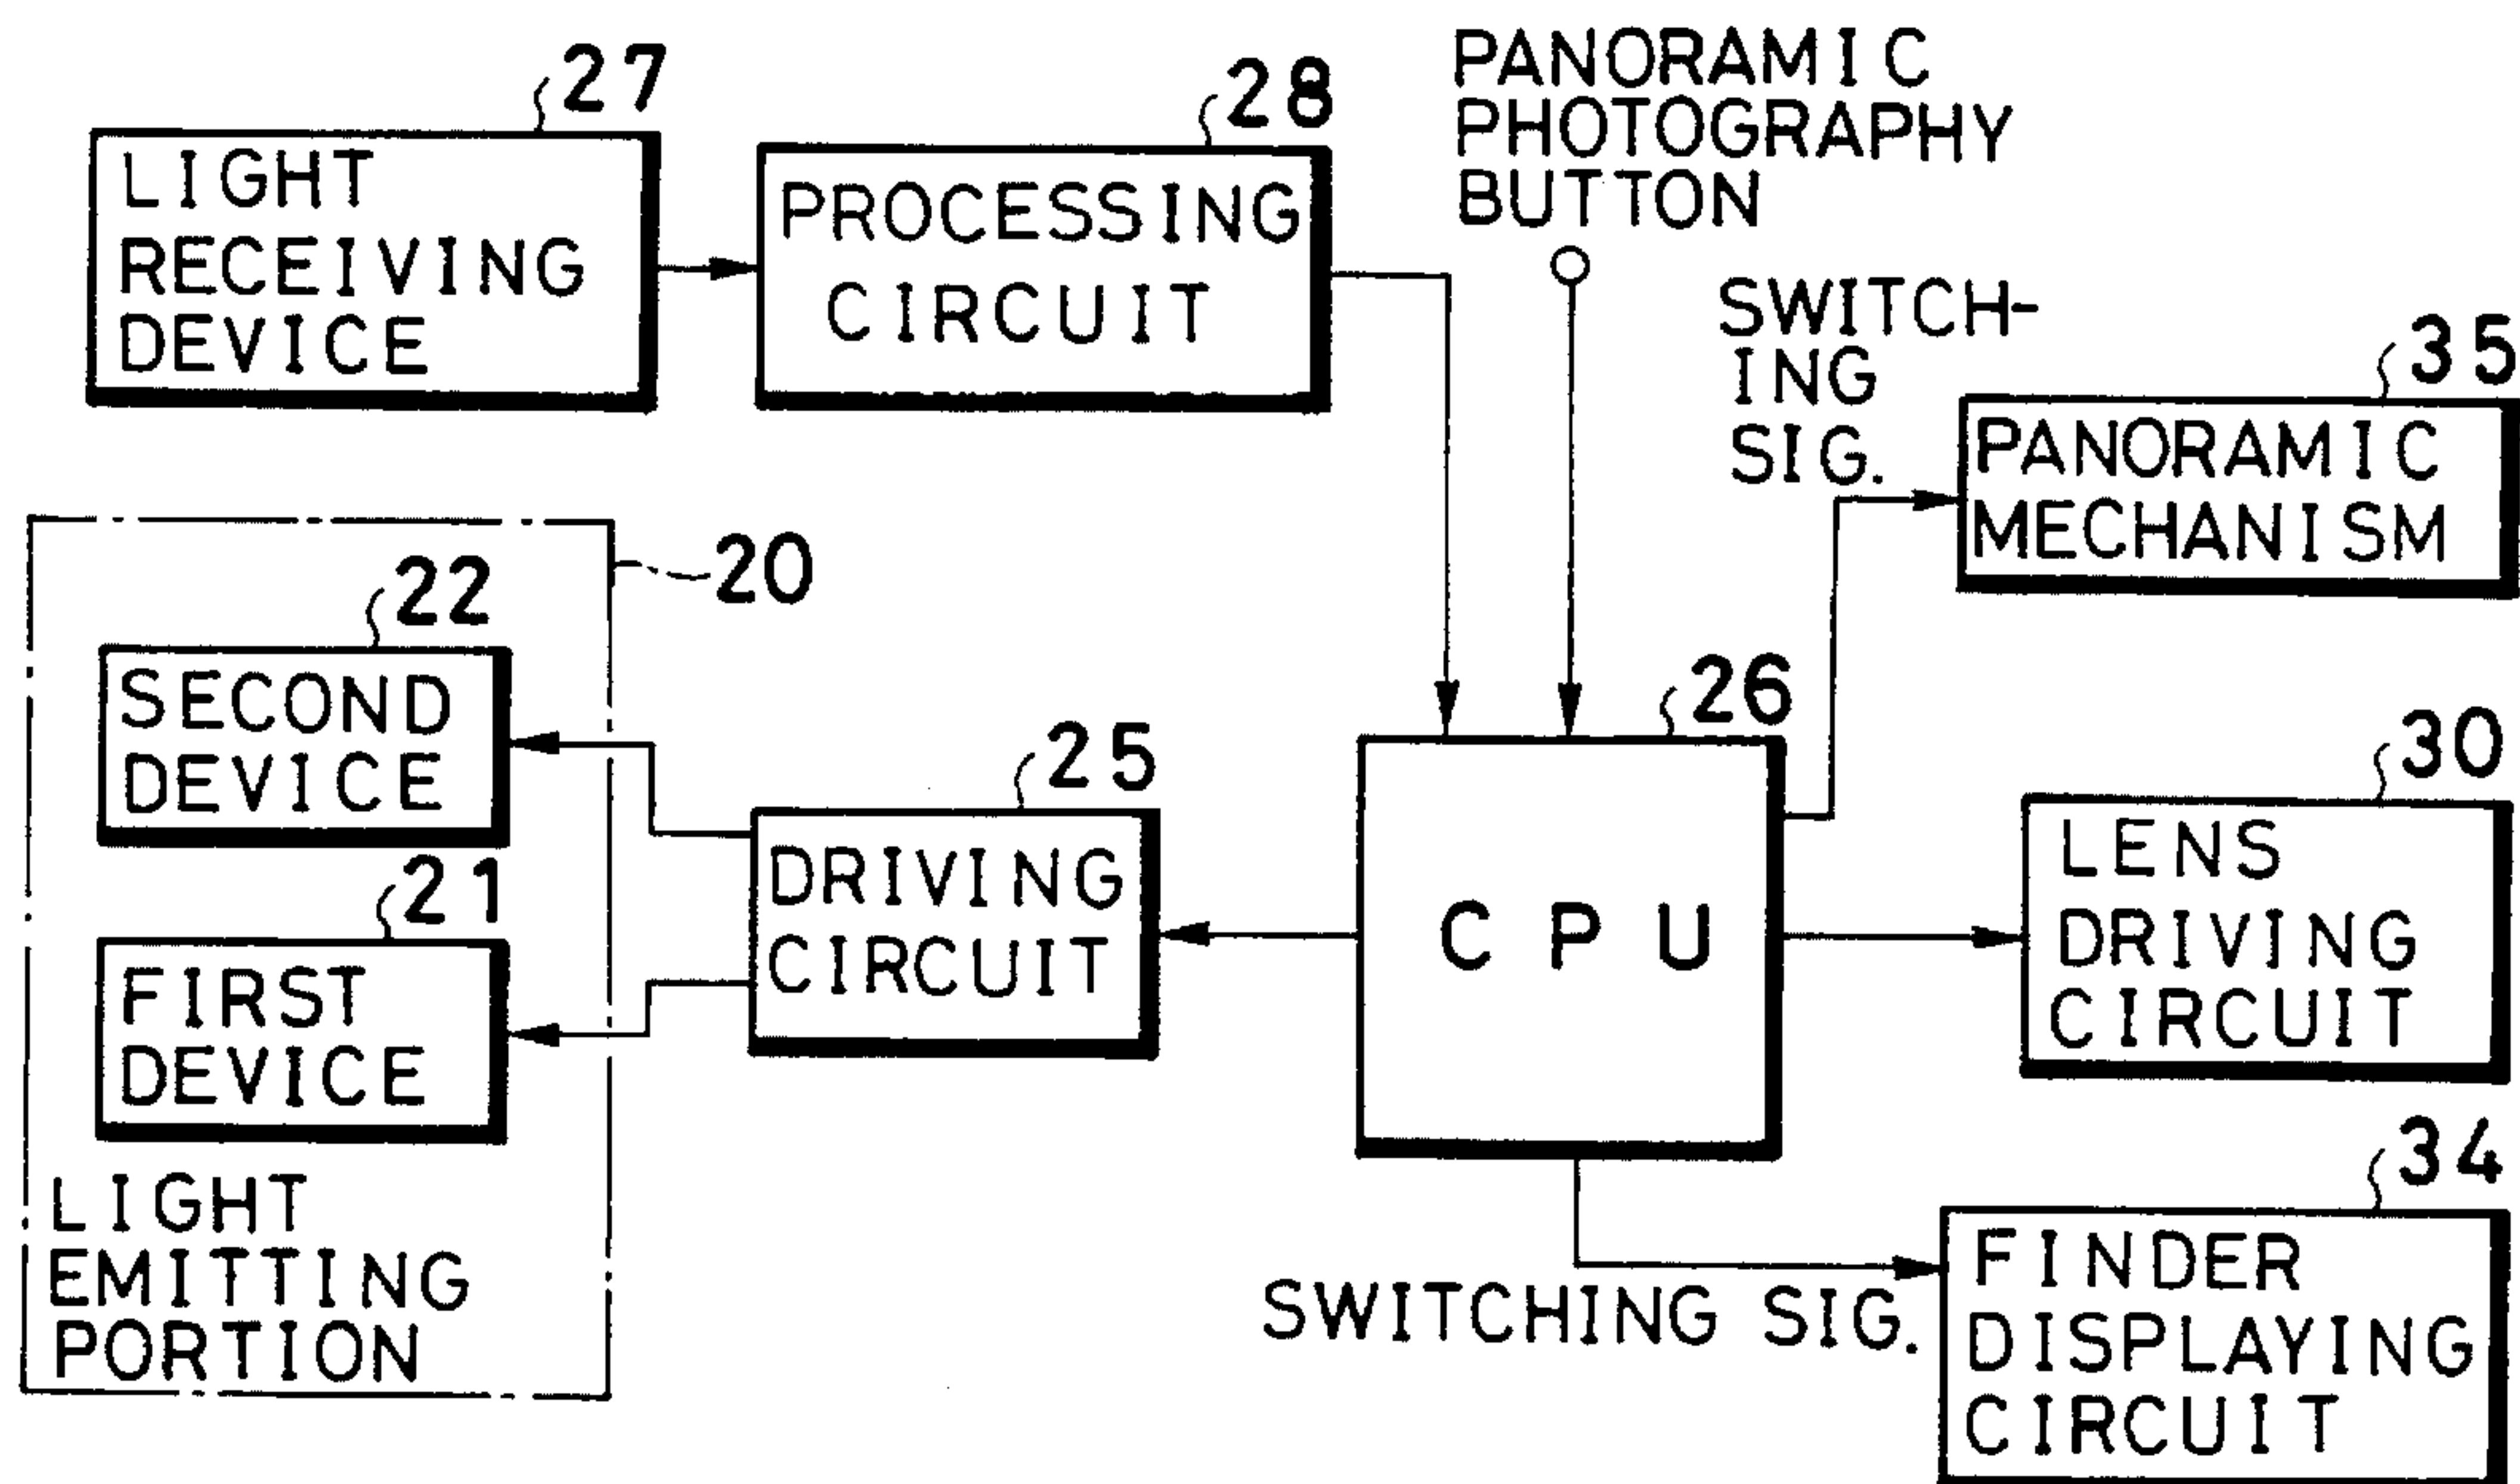 27
LIGHT
RECEIVING
DEVICE
28
PROCESSING
CIRCUIT
PANORAMIC
PHOTOGRAPHY
BUTTON
SWITCH-
ING
SIG.
35
PANORAMIC
MECHANISM
20
22
SECOND
DEVICE
21
FIRST
DEVICE
LIGHT
EMITTING
PORTION
25
DRIVING
CIRCUIT
26
CPU
30
LENS
DRIVING
CIRCUIT
SWITCHING SIG.
34
FINDER
DISPLAYING
CIRCUIT